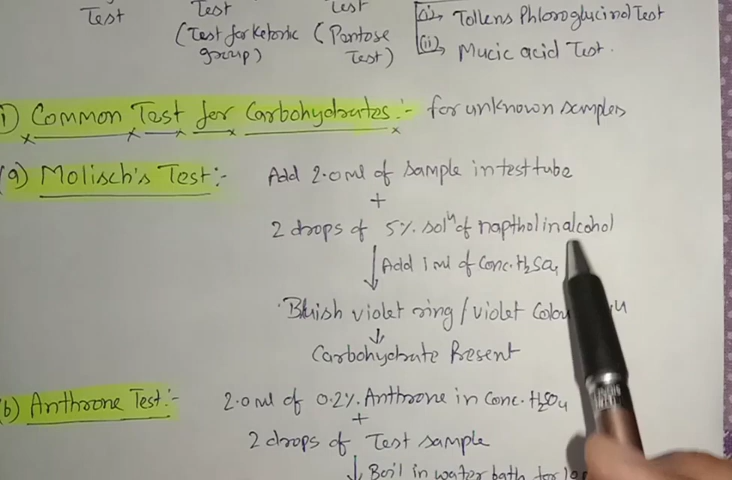 Test Test Test (i) Tollens Phloroglucinol Test
(Test for Ketonic (Pentose (ii) Mucic acid Test.
group) Test)
1) Common Test for Carbohydrates:- for unknown samples
(a) Molisch's Test:- Add 2.0 ml of sample in test tube
+
2 drops of 5% solⁿ of napthol in alcohol
↓ Add 1 ml of Conc. H₂SO₄
Bluish violet ring / violet
↓
Carbohydrate Present
(b) Anthrone Test:- 2.0 ml of 0.2% Anthrone in Conc. H₂SO₄
+
2 drops of Test sample
↓ Boil in water bath for